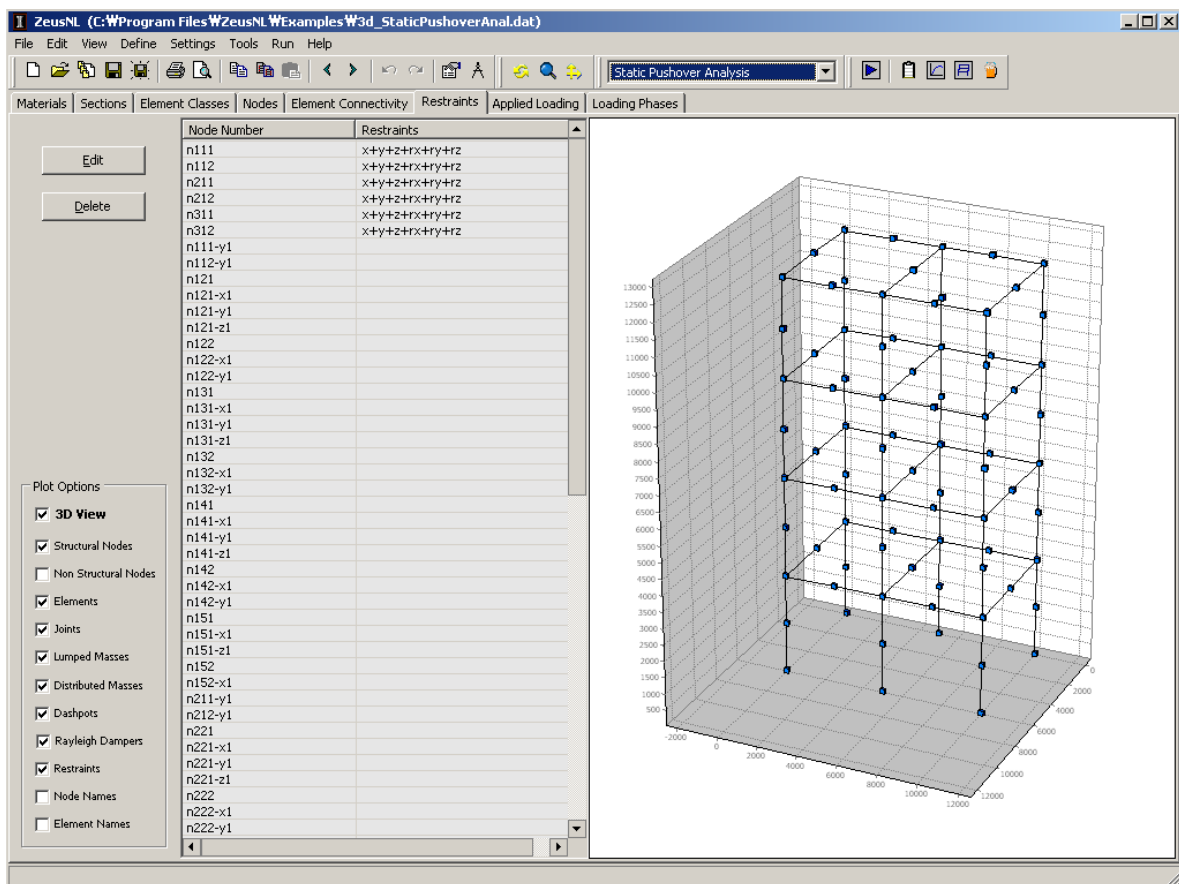 ZeusNL (C:₩Program Files₩ZeusNL₩Examples₩3d_StaticPushoverAnal.dat)
File Edit View Define Settings Tools Run Help
Static Pushover Analysis
Materials Sections Element Classes Nodes Element Connectivity Restraints Applied Loading Loading Phases
Edit
Delete
Node Number Restraints
n111 x+y+z+rx+ry+rz
n112 x+y+z+rx+ry+rz
n211 x+y+z+rx+ry+rz
n212 x+y+z+rx+ry+rz
n311 x+y+z+rx+ry+rz
n312 x+y+z+rx+ry+rz
n111-y1
n112-y1
n121
n121-x1
n121-y1
n121-z1
n122
n122-x1
n122-y1
n131
n131-x1
n131-y1
n131-z1
n132
n132-x1
n132-y1
n141
n141-x1
n141-y1
n141-z1
n142
n142-x1
n142-y1
n151
n151-x1
n151-z1
n152
n152-x1
n211-y1
n212-y1
n221
n221-x1
n221-y1
n221-z1
n222
n222-x1
n222-y1
Plot Options
3D View
Structural Nodes
Non Structural Nodes
Elements
Joints
Lumped Masses
Distributed Masses
Dashpots
Rayleigh Dampers
Restraints
Node Names
Element Names
13000
12500
12000
11500
11000
10500
10000
9500
9000
8500
8000
7500
7000
6500
6000
5500
5000
4500
4000
3500
3000
2500
2000
1500
1000
500
-2000
0
2000
4000
6000
8000
10000
12000
0
2000
4000
6000
8000
10000
12000